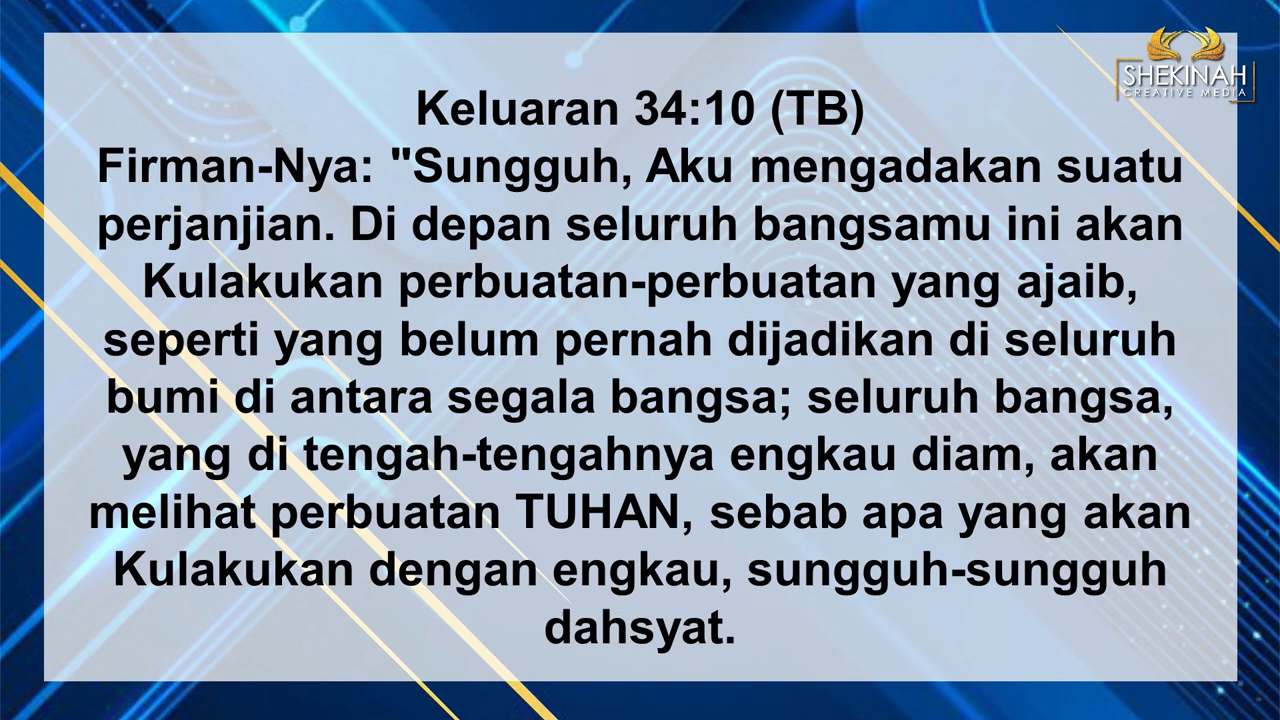 SHEKINAH
CREATIVE MEDIA
Keluaran 34:10 (TB)
Firman-Nya: "Sungguh, Aku mengadakan suatu
perjanjian. Di depan seluruh bangsamu ini akan
Kulakukan perbuatan-perbuatan yang ajaib,
seperti yang belum pernah dijadikan di seluruh
bumi di antara segala bangsa; seluruh bangsa,
yang di tengah-tengahnya engkau diam, akan
melihat perbuatan TUHAN, sebab apa yang akan
Kulakukan dengan engkau, sungguh-sungguh
dahsyat.